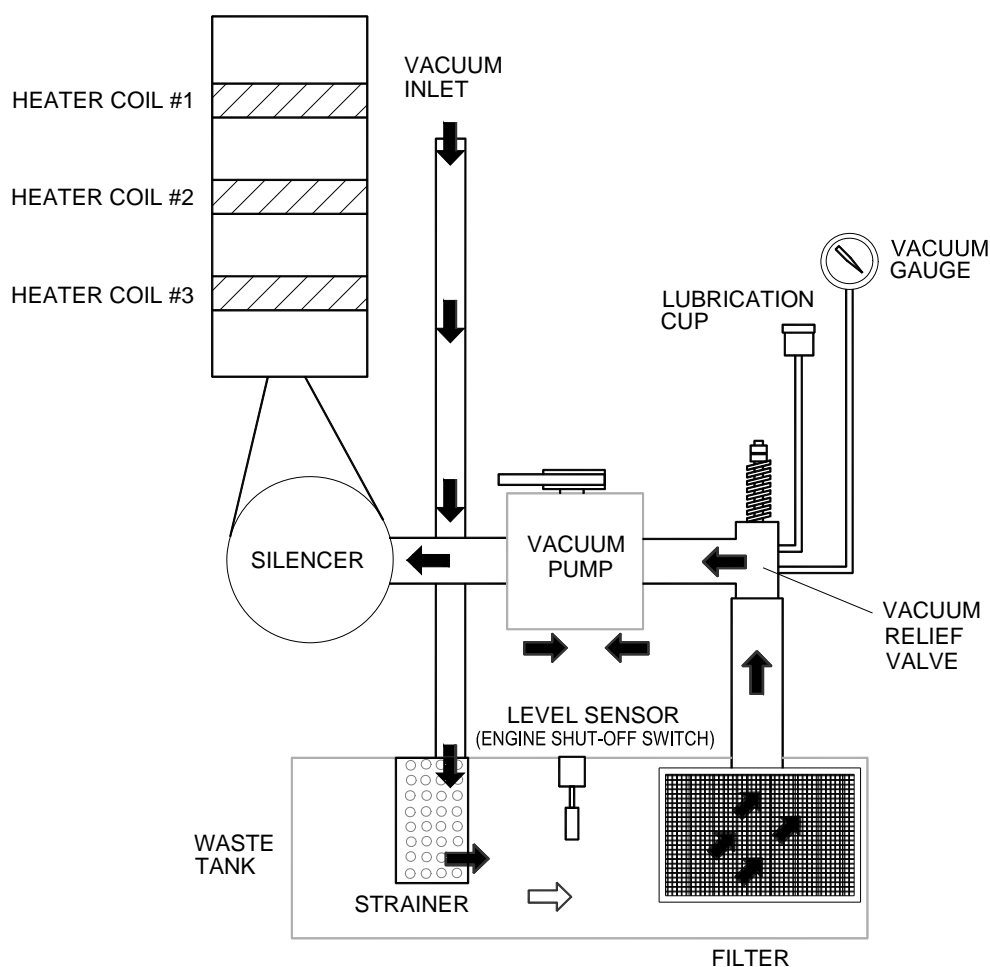 VACUUM
INLET
HEATER COIL #1
HEATER COIL #2
HEATER COIL #3
VACUUM
GAUGE
LUBRICATION
CUP
SILENCER
VACUUM
PUMP
VACUUM
RELIEF
VALVE
LEVEL SENSOR
(ENGINE SHUT-OFF SWITCH)
WASTE
TANK
STRAINER
FILTER